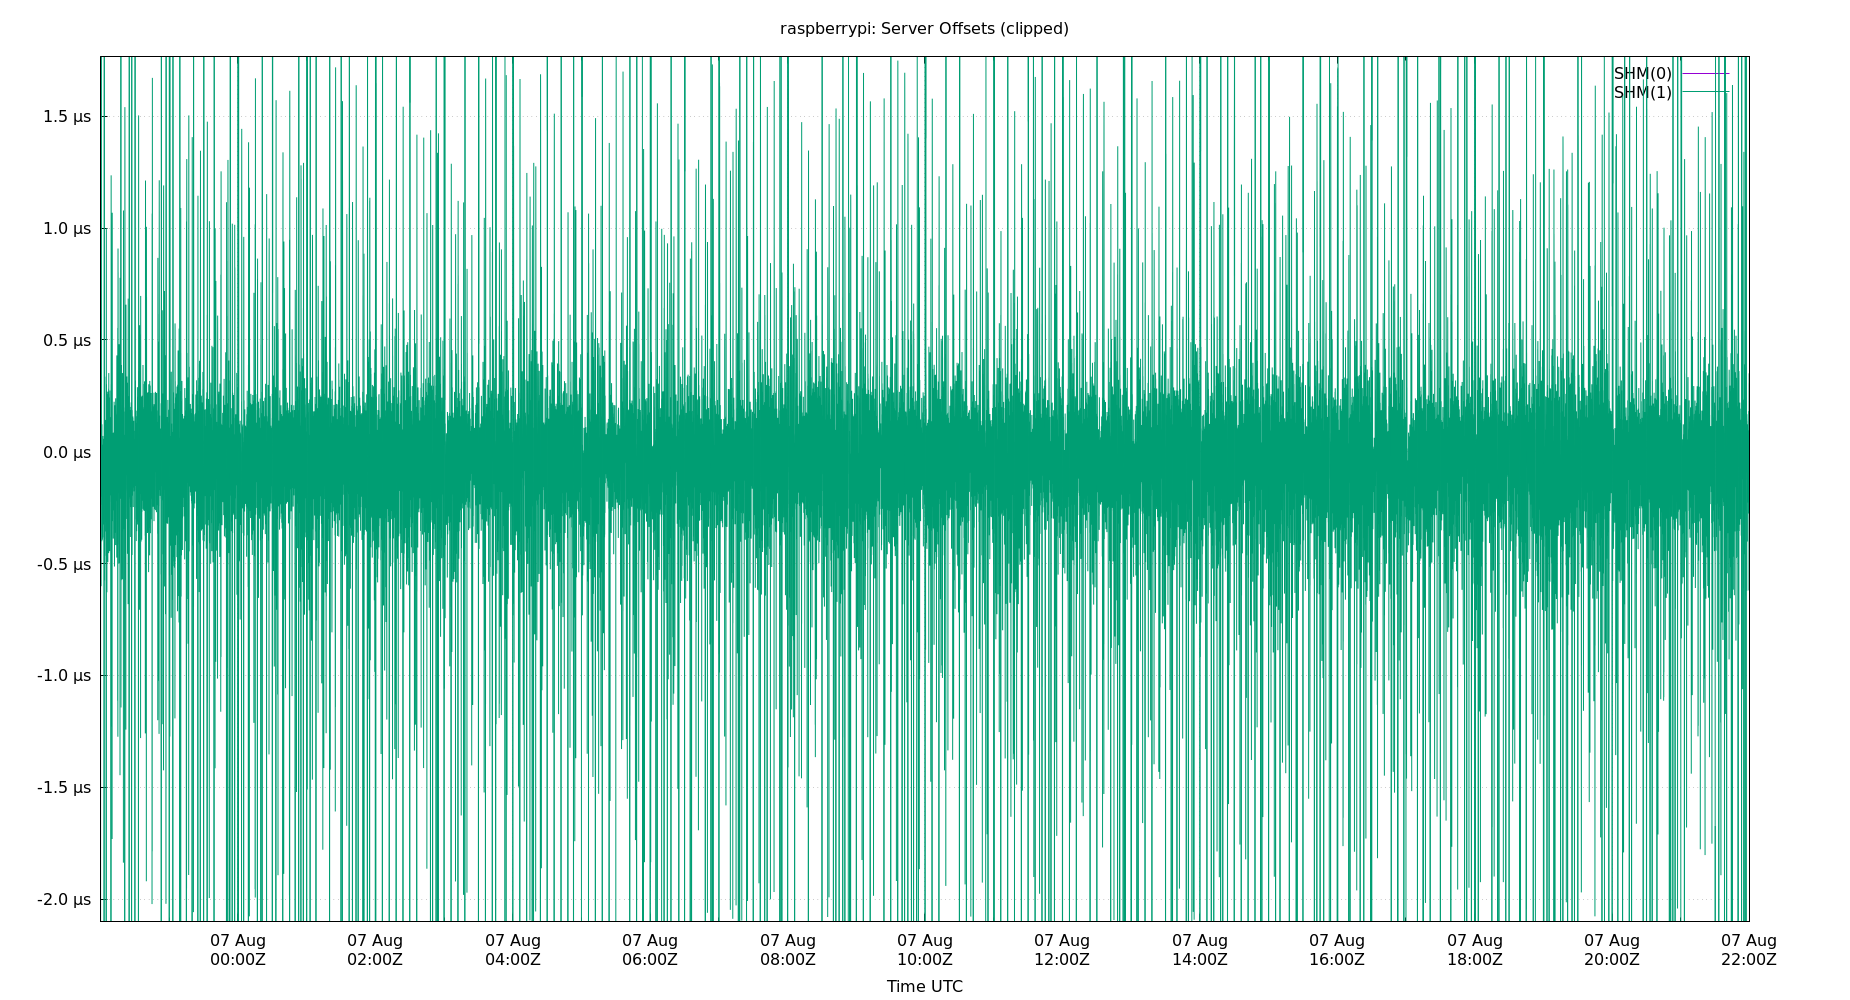 raspberrypi: Server Offsets (clipped)
SHM(0)
SHM(1)
1.5 µs
1.0 µs
0.5 µs
0.0 µs
-0.5 µs
-1.0 µs
-1.5 µs
-2.0 µs
07 Aug 07 Aug 07 Aug 07 Aug 07 Aug 07 Aug 07 Aug 07 Aug 07 Aug 07 Aug 07 Aug 07 Aug
00:00Z 02:00Z 04:00Z 06:00Z 08:00Z 10:00Z 12:00Z 14:00Z 16:00Z 18:00Z 20:00Z 22:00Z
Time UTC